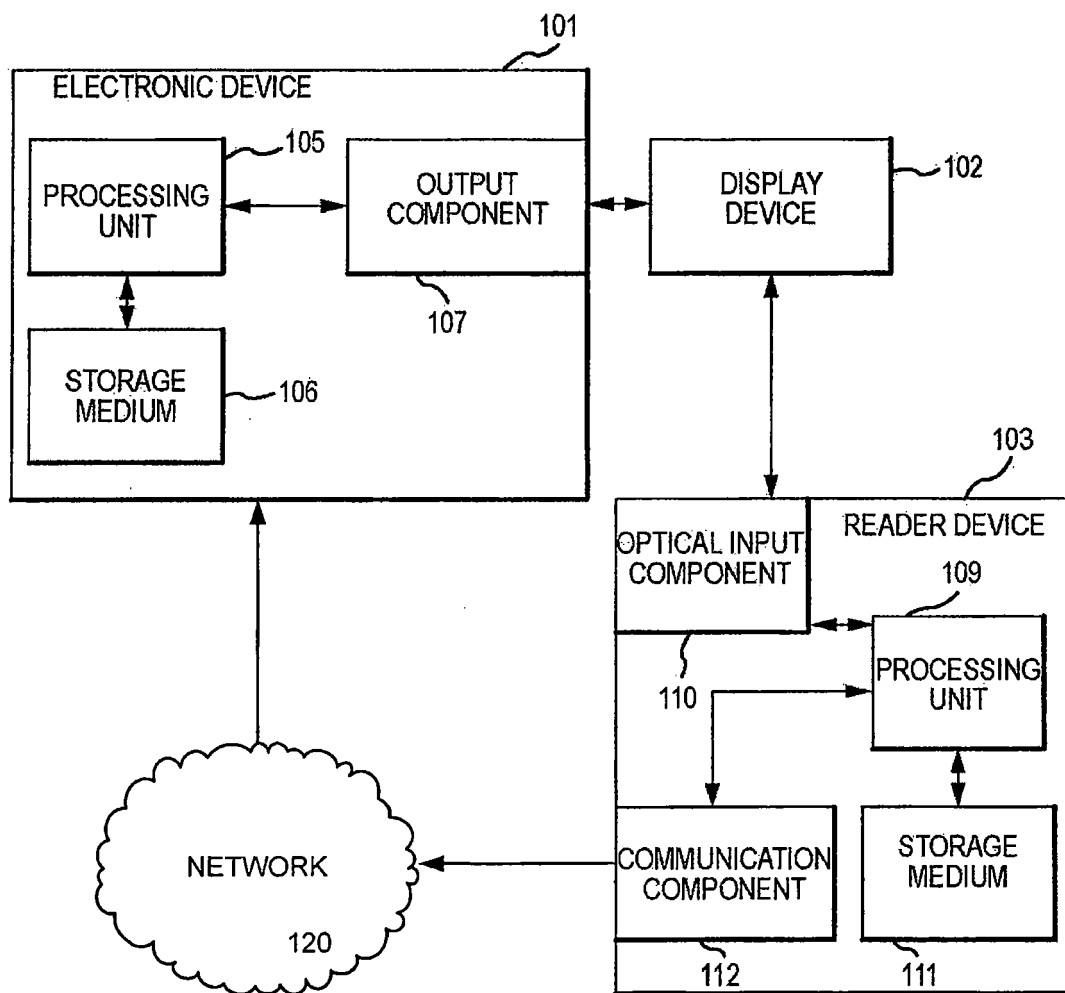 101
ELECTRONIC DEVICE
105
PROCESSING
UNIT
OUTPUT
COMPONENT
DISPLAY
DEVICE
102
107
STORAGE
MEDIUM
106
103
OPTICAL INPUT
COMPONENT
READER DEVICE
109
110
PROCESSING
UNIT
NETWORK
120
COMMUNICATION
COMPONENT
STORAGE
MEDIUM
112
111